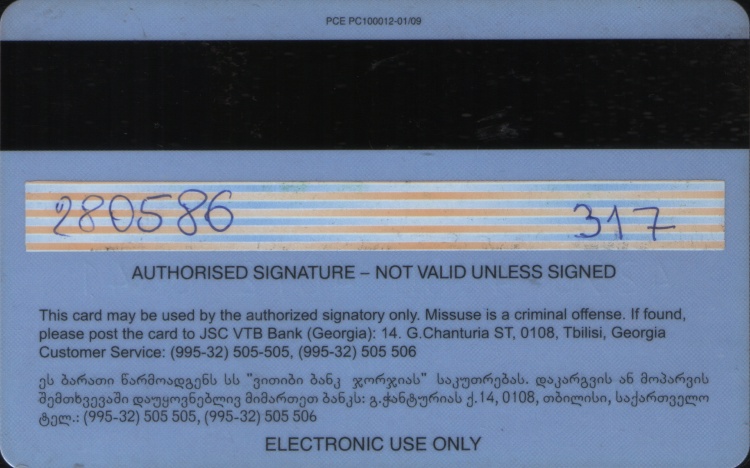 PCE PC100012-01/09
280586 317
AUTHORISED SIGNATURE – NOT VALID UNLESS SIGNED
This card may be used by the authorized signatory only. Missuse is a criminal offense. If found,
please post the card to JSC VTB Bank (Georgia): 14. G.Chanturia ST, 0108, Tbilisi, Georgia
Customer Service: (995-32) 505-505, (995-32) 505 506
ეს ბარათი წარმოადგენს სს "ვითიბი ბანკ ჯორჯიას" საკუთრებას. დაკარგვის ან მოპარვის
შემთხვევაში დაუყოვნებლივ მიმართეთ ბანკს: გ.ჭანტურიას ქ.14, 0108, თბილისი, საქართველო
ტელ.: (995-32) 505 505, (995-32) 505 506
ELECTRONIC USE ONLY